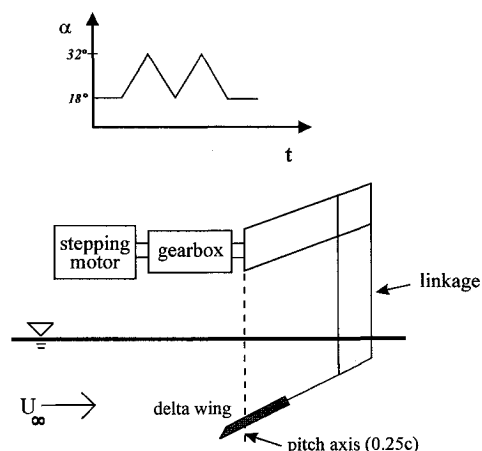 α
32°
18°
t
stepping
motor
gearbox
linkage
U∞
delta wing
pitch axis (0.25c)